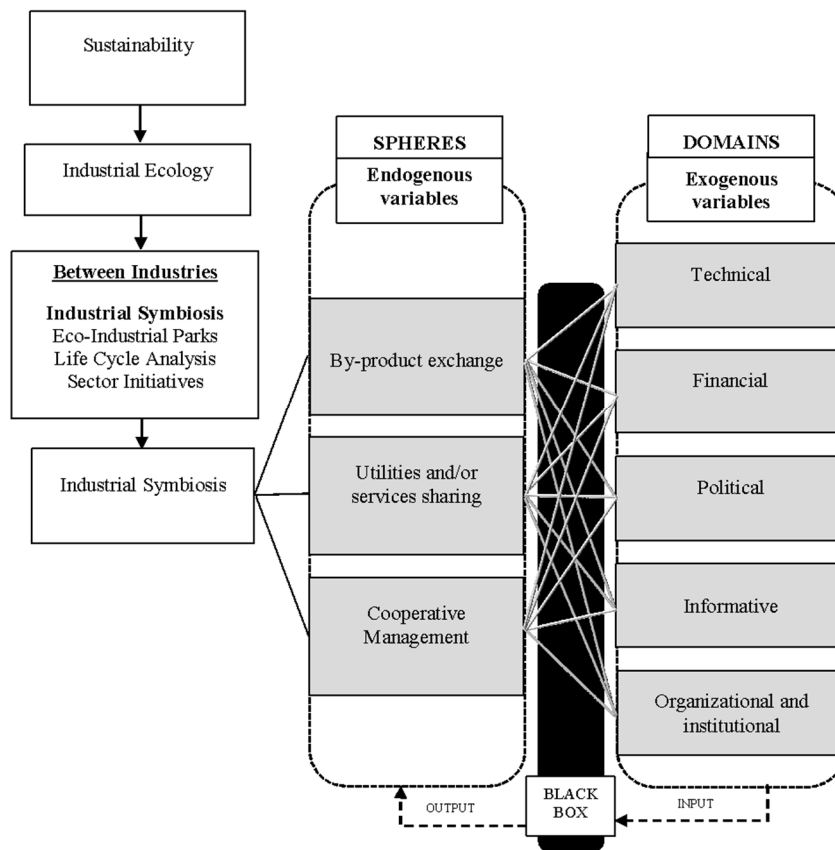 Sustainability
Industrial Ecology
Between Industries
Industrial Symbiosis
Eco-Industrial Parks
Life Cycle Analysis
Sector Initiatives
Industrial Symbiosis
SPHERES
Endogenous
variables
By-product exchange
Utilities and/or
services sharing
Cooperative
Management
DOMAINS
Exogenous
variables
Technical
Financial
Political
Informative
Organizational and
institutional
OUTPUT
BLACK
BOX
INPUT